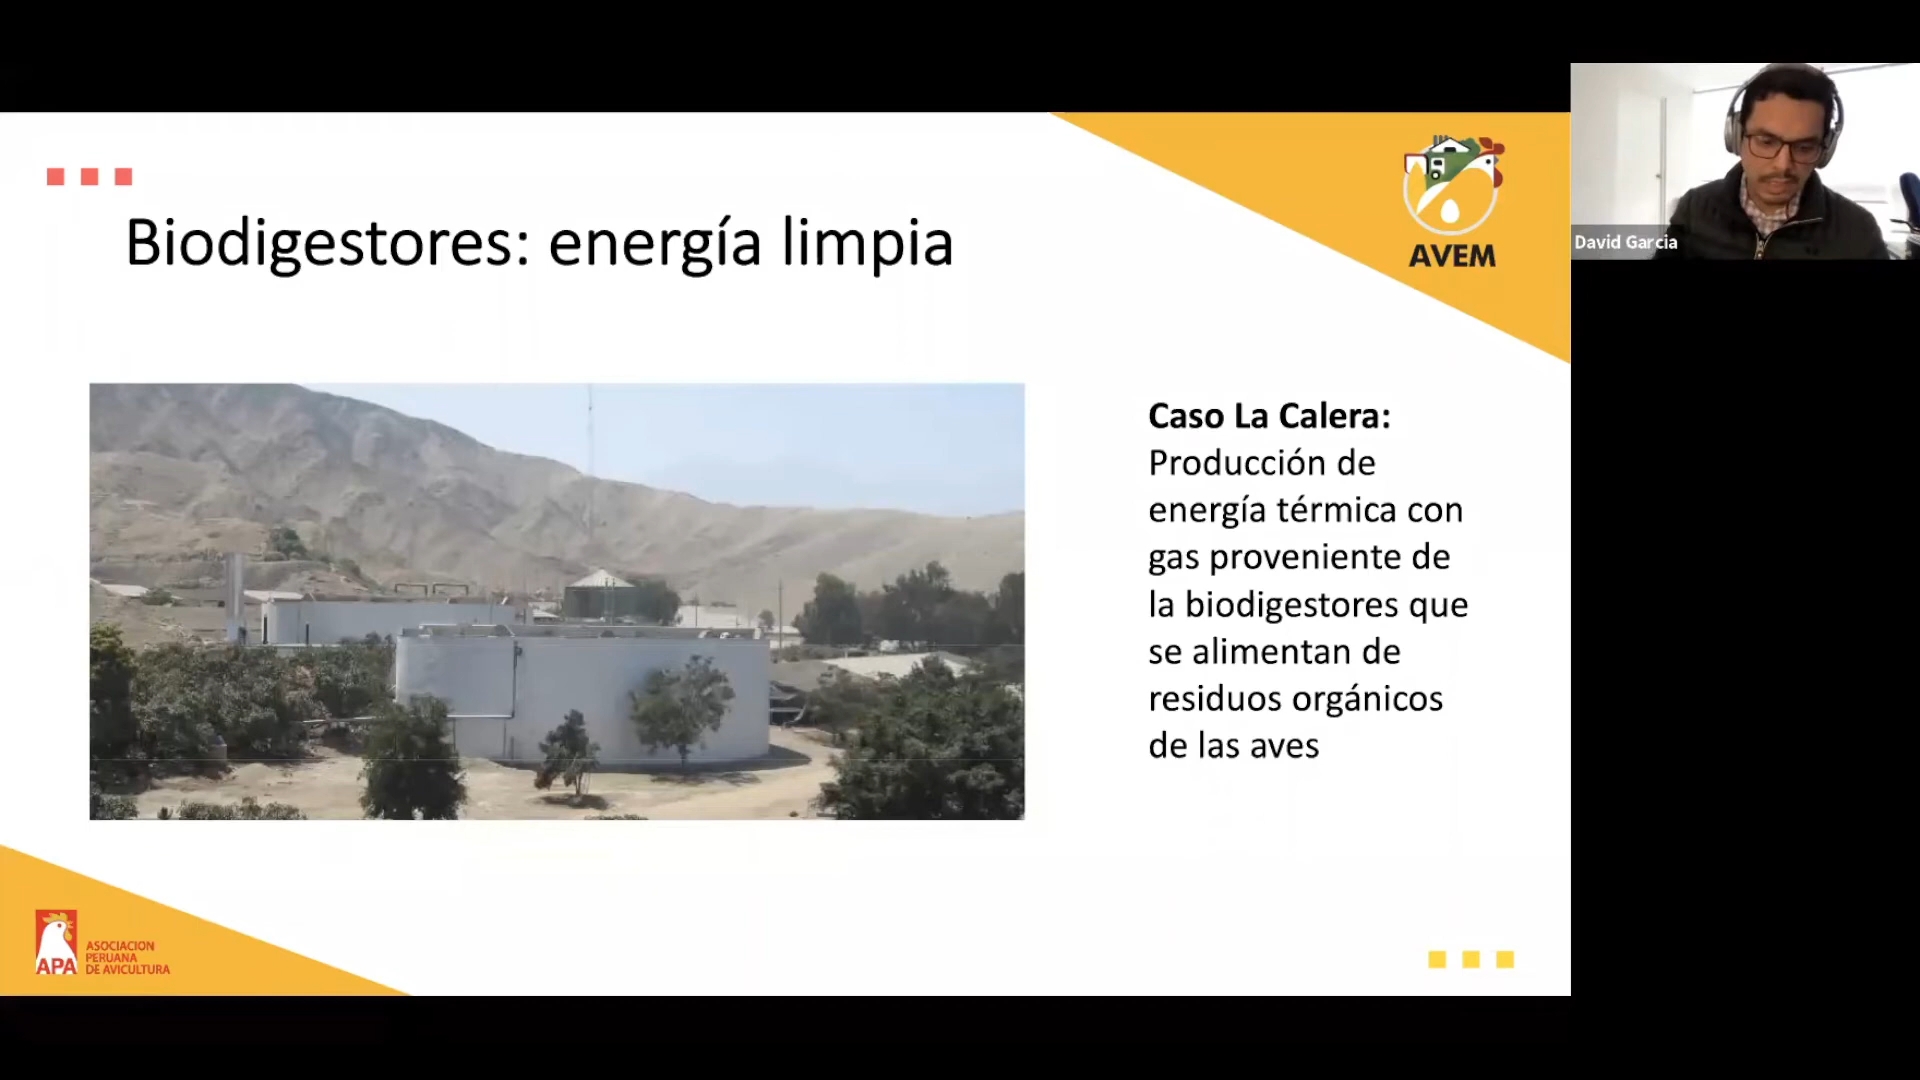 Biodigestores: energía limpia
AVEM
David Garcia
Caso La Calera:
Producción de
energía térmica con
gas proveniente de
la biodigestores que
se alimentan de
residuos orgánicos
de las aves
APA
ASOCIACION
PERUANA
DE AVICULTURA